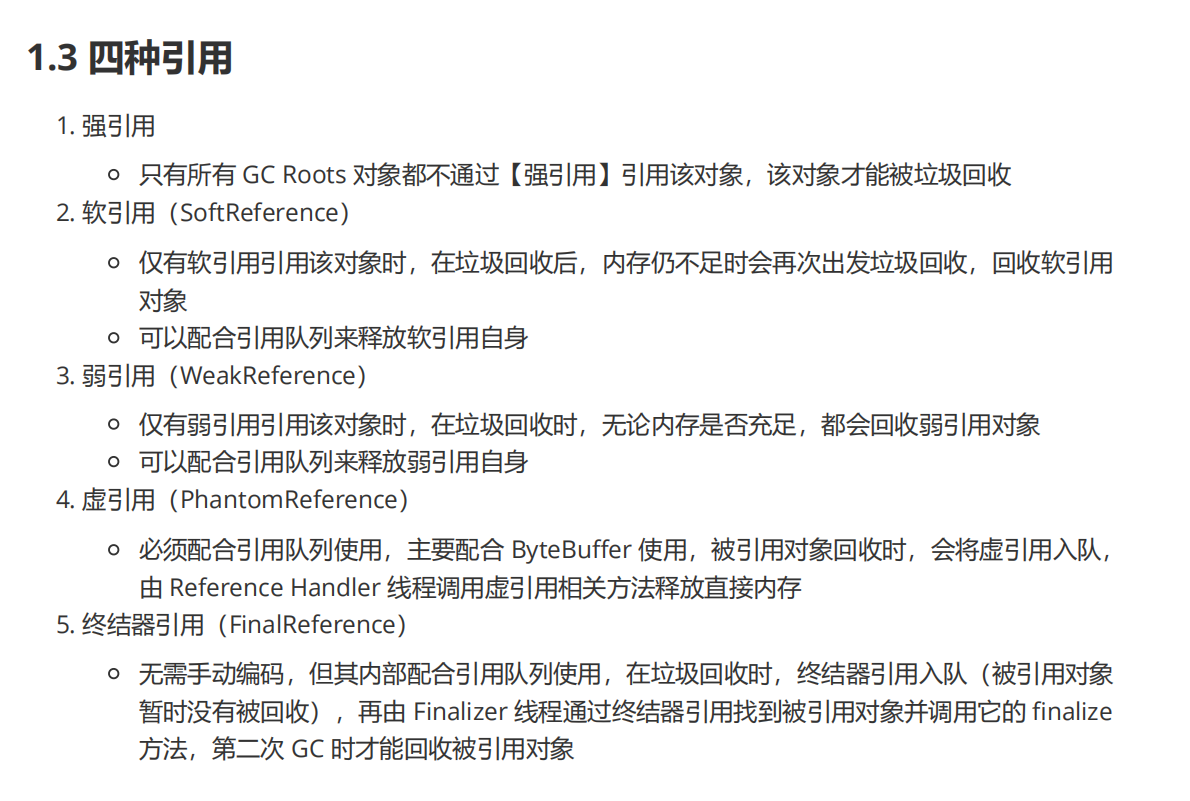 1.3 四种引用
1. 强引用
只有所有 GC Roots 对象都不通过【强引用】引用该对象，该对象才能被垃圾回收
2. 软引用（SoftReference）
仅有软引用引用该对象时，在垃圾回收后，内存仍不足时会再次出发垃圾回收，回收软引用
对象
可以配合引用队列来释放软引用自身
3. 弱引用（WeakReference）
仅有弱引用引用该对象时，在垃圾回收时，无论内存是否充足，都会回收弱引用对象
可以配合引用队列来释放弱引用自身
4. 虚引用（PhantomReference）
必须配合引用队列使用，主要配合 ByteBuffer 使用，被引用对象回收时，会将虚引用入队，
由 Reference Handler 线程调用虚引用相关方法释放直接内存
5. 终结器引用（FinalReference）
无需手动编码，但其内部配合引用队列使用，在垃圾回收时，终结器引用入队（被引用对象
暂时没有被回收），再由 Finalizer 线程通过终结器引用找到被引用对象并调用它的 finalize
方法，第二次 GC 时才能回收被引用对象